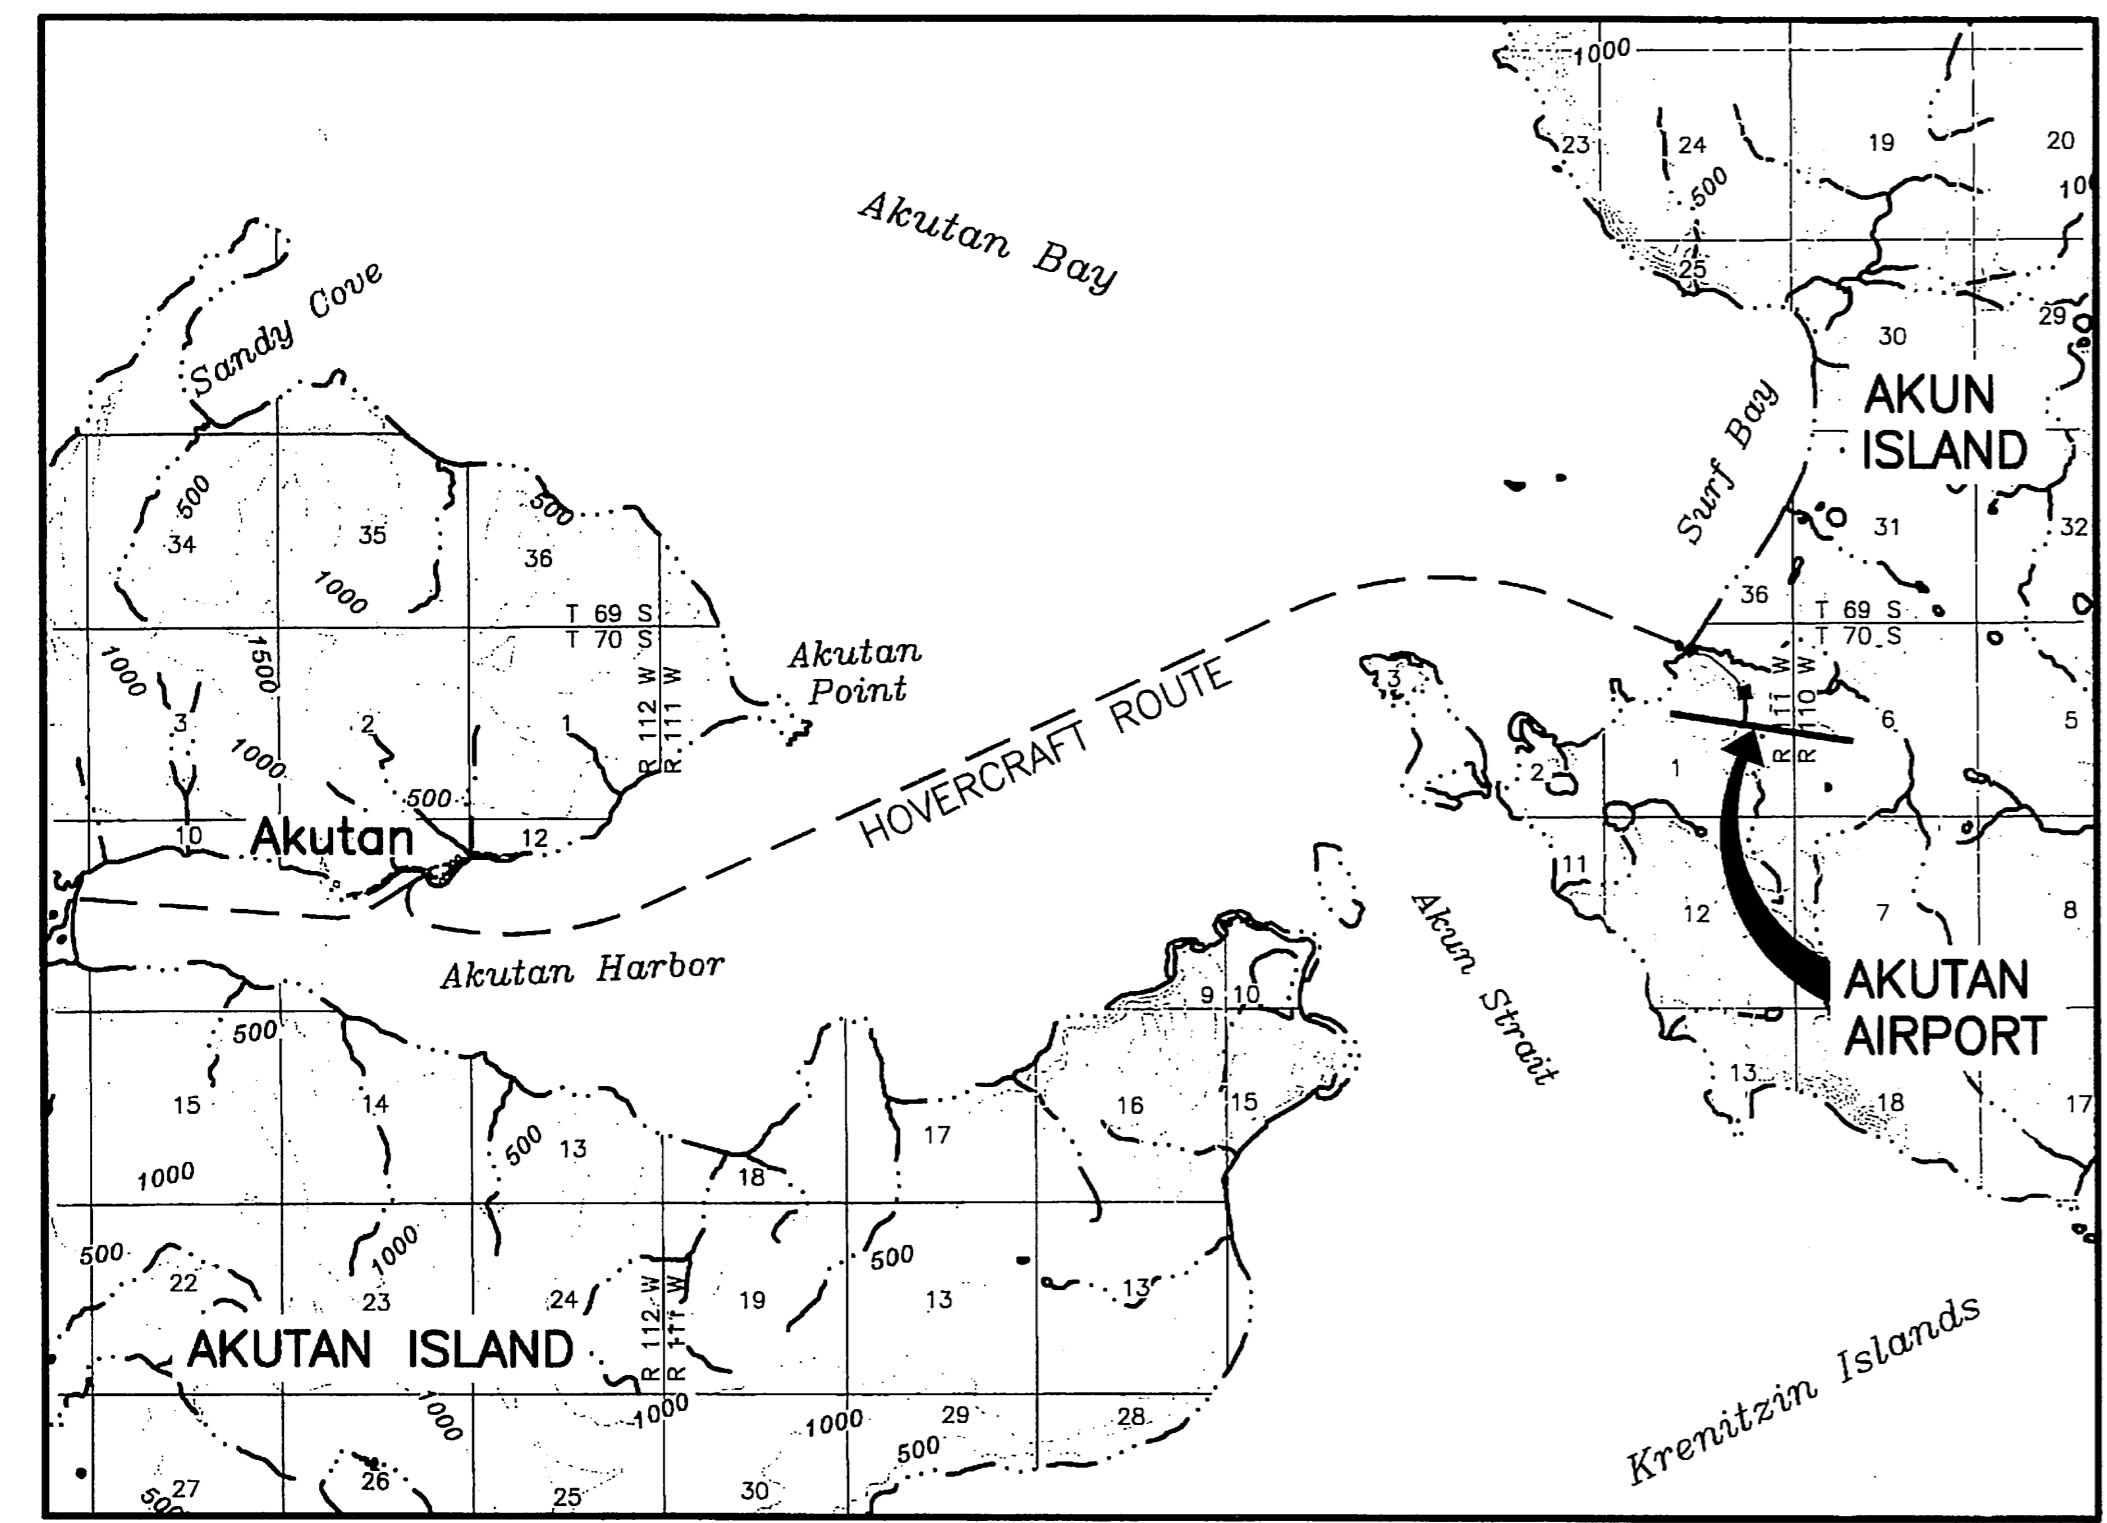 1000
23
24
19
20
500
10
Akutan Bay
25
Sandy Cove
29
30
AKUN
ISLAND
Surf Bay
500
500
34
35
36
31
32
1000
36
T 69 S
T 70 S
T 69 S
T 70 S
1000
1500
Akutan
Point
R 112 W
R 111 W
HOVERCRAFT ROUTE
3
R 111 W
R 110 W
3
2
1
6
5
1000
2
1
500
10
Akutan
12
11
12
7
8
Akun Strait
Akutan Harbor
9
10
AKUTAN
AIRPORT
500
15
14
13
500
18
17
16
15
13
18
17
1000
500
1000
500
22
23
24
R 112 W
R 111 W
19
13
13
AKUTAN ISLAND
Krenitzin Islands
1000
1000
1000
29
28
500
27
500
26
25
30